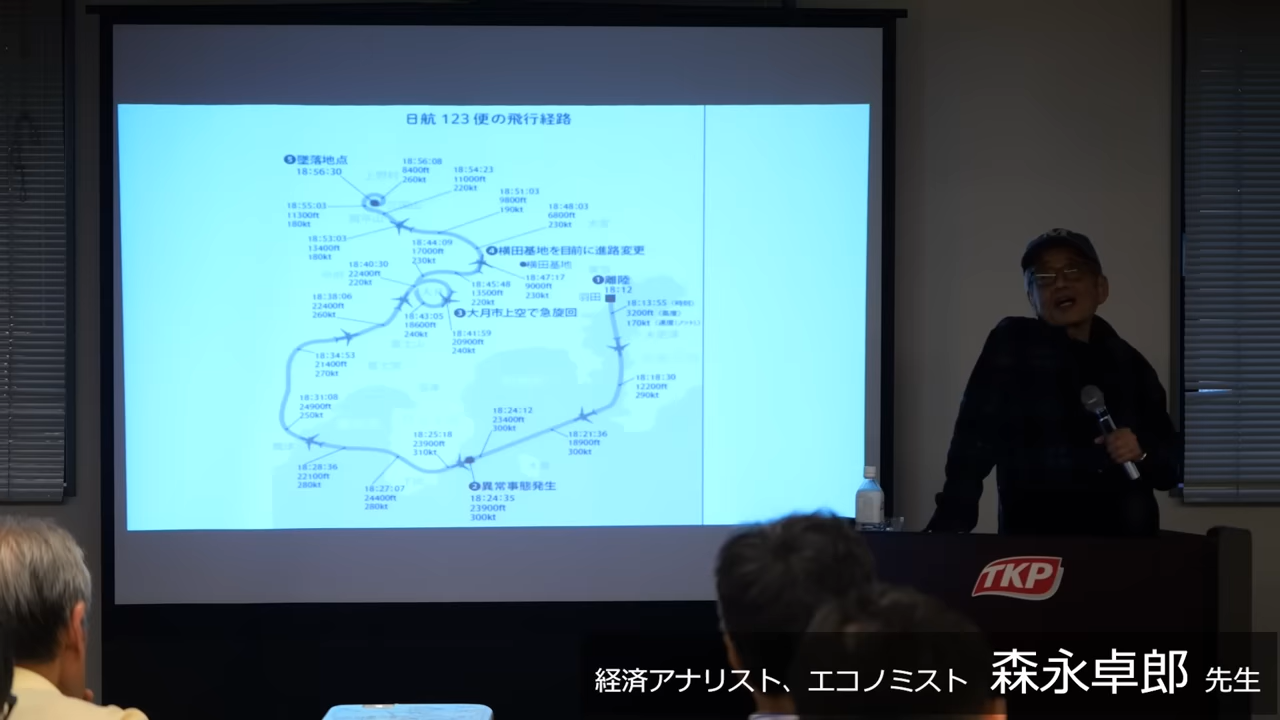 日航 123 便の飛行経路
❺墜落地点
18:56:30
18:56:08
8400ft
260kt
18:54:23
11000ft
220kt
18:51:03
9800ft
190kt
18:48:03
6800ft
230kt
18:55:03
11300ft
180kt
18:53:03
13400ft
180kt
18:44:09
17000ft
230kt
❹横田基地を目前に進路変更
●横田基地
18:47:17
9000ft
230kt
18:40:30
22400ft
220kt
18:45:48
13500ft
220kt
❶離陸
18:12
羽田
18:13:55（時刻）
3200ft（高度）
170kt（速度(ノット)）
18:38:06
22400ft
260kt
18:43:05
18600ft
240kt
❸大月市上空で急旋回
18:41:59
20900ft
240kt
18:34:53
21400ft
270kt
18:18:30
12200ft
290kt
18:31:08
24900ft
250kt
18:24:12
23400ft
300kt
18:25:18
23900ft
310kt
18:21:36
18900ft
300kt
18:28:36
22100ft
280kt
18:27:07
24400ft
280kt
❷異常事態発生
18:24:35
23900ft
300kt
TKP
経済アナリスト、エコノミスト 森永卓郎 先生